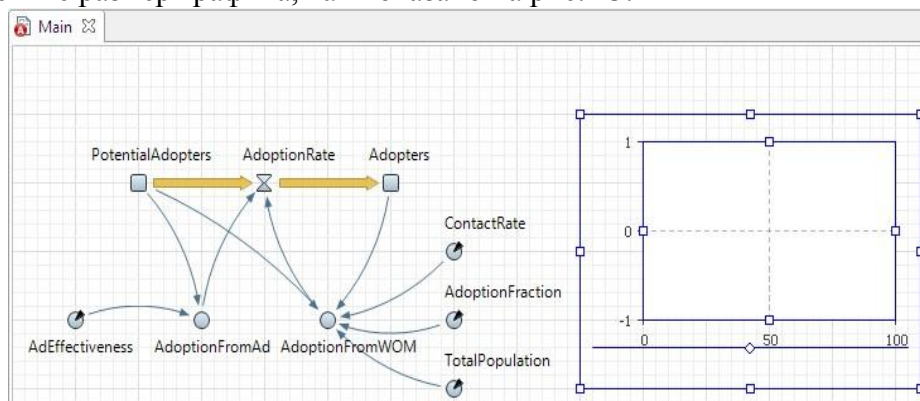 Main
PotentialAdopters
AdoptionRate
Adopters
ContactRate
AdoptionFraction
AdEffectiveness
AdoptionFromAd
AdoptionFromWOM
TotalPopulation
1
0
-1
0
50
100